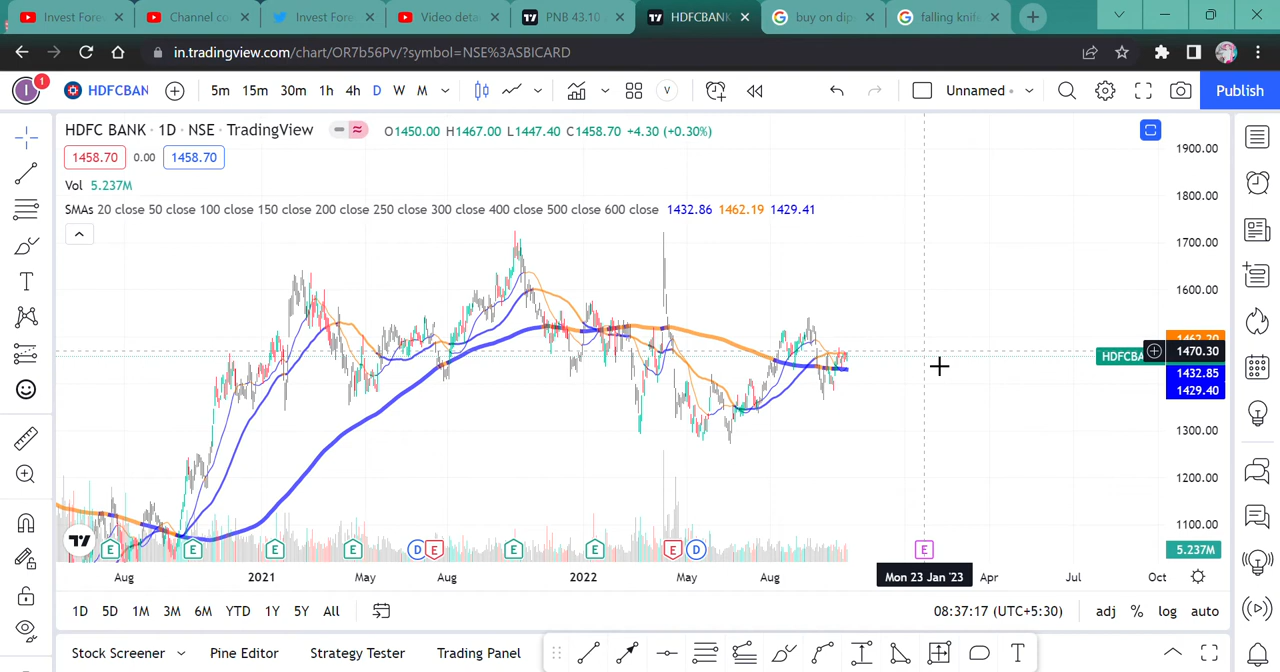 Invest Fore
Channel co
Invest Fore
Video detai
PNB 43.10
HDFCBANK
buy on dip
falling knif
in.tradingview.com/chart/OR7b56Pv/?symbol=NSE%3ASBICARD
I 1 HDFCBAN 5m 15m 30m 1h 4h D W M V Unnamed Publish
HDFC BANK · 1D · NSE · TradingView O1450.00 H1467.00 L1447.40 C1458.70 +4.30 (+0.30%)
1458.70 0.00 1458.70
Vol 5.237M
SMAs 20 close 50 close 100 close 150 close 200 close 250 close 300 close 400 close 500 close 600 close 1432.86 1462.19 1429.41
1900.00
1800.00
1700.00
1600.00
HDFCBA
1470.30
1432.85
1429.40
1300.00
1200.00
1100.00
5.237M
E E E E D E E E E D E
Aug 2021 May Aug 2022 May Aug Mon 23 Jan '23 Apr Jul Oct
1D 5D 1M 3M 6M YTD 1Y 5Y All 08:37:17 (UTC+5:30) adj % log auto
Stock Screener Pine Editor Strategy Tester Trading Panel